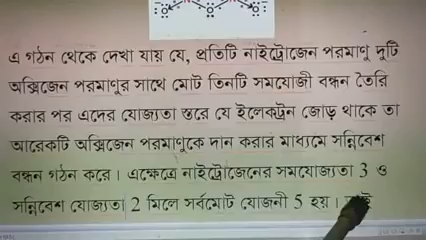 এ গঠন থেকে দেখা যায় যে, প্রতিটি নাইট্রোজেন পরমাণু দুটি
অক্সিজেন পরমাণুর সাথে মোট তিনটি সমযোজী বন্ধন তৈরি
করার পর এদের যোজ্যতা স্তরে যে ইলেকট্রন জোড় থাকে তা
আরেকটি অক্সিজেন পরমাণুকে দান করার মাধ্যমে সন্নিবেশ
বন্ধন গঠন করে। এক্ষেত্রে নাইট্রোজেনের সমযোজ্যতা 3 ও
সন্নিবেশ যোজ্যতা 2 মিলে সর্বমোট যোজনী 5 হয়।